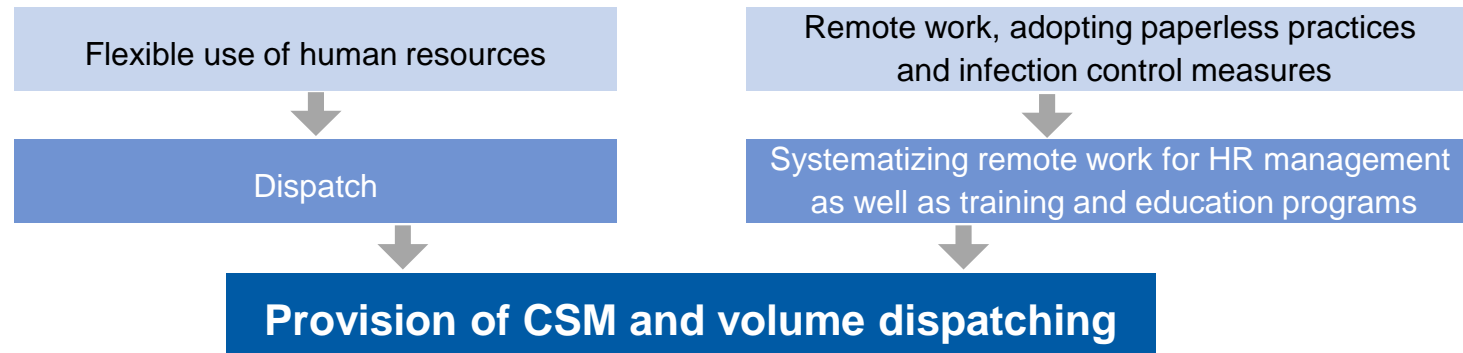 Flexible use of human resources
Remote work, adopting paperless practices
and infection control measures
Dispatch
Systematizing remote work for HR management
as well as training and education programs
Provision of CSM and volume dispatching